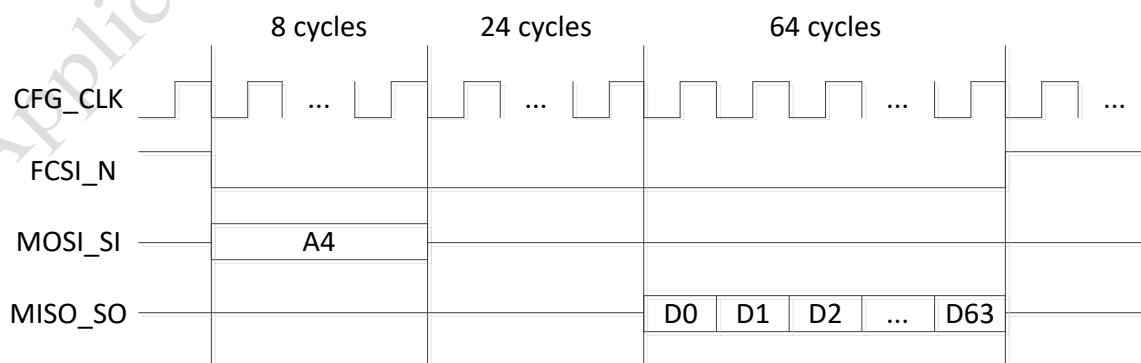 8 cycles 24 cycles 64 cycles
CFG_CLK ... ... ... ...
FCSI_N
MOSI_SI A4
MISO_SO D0 D1 D2 ... D63